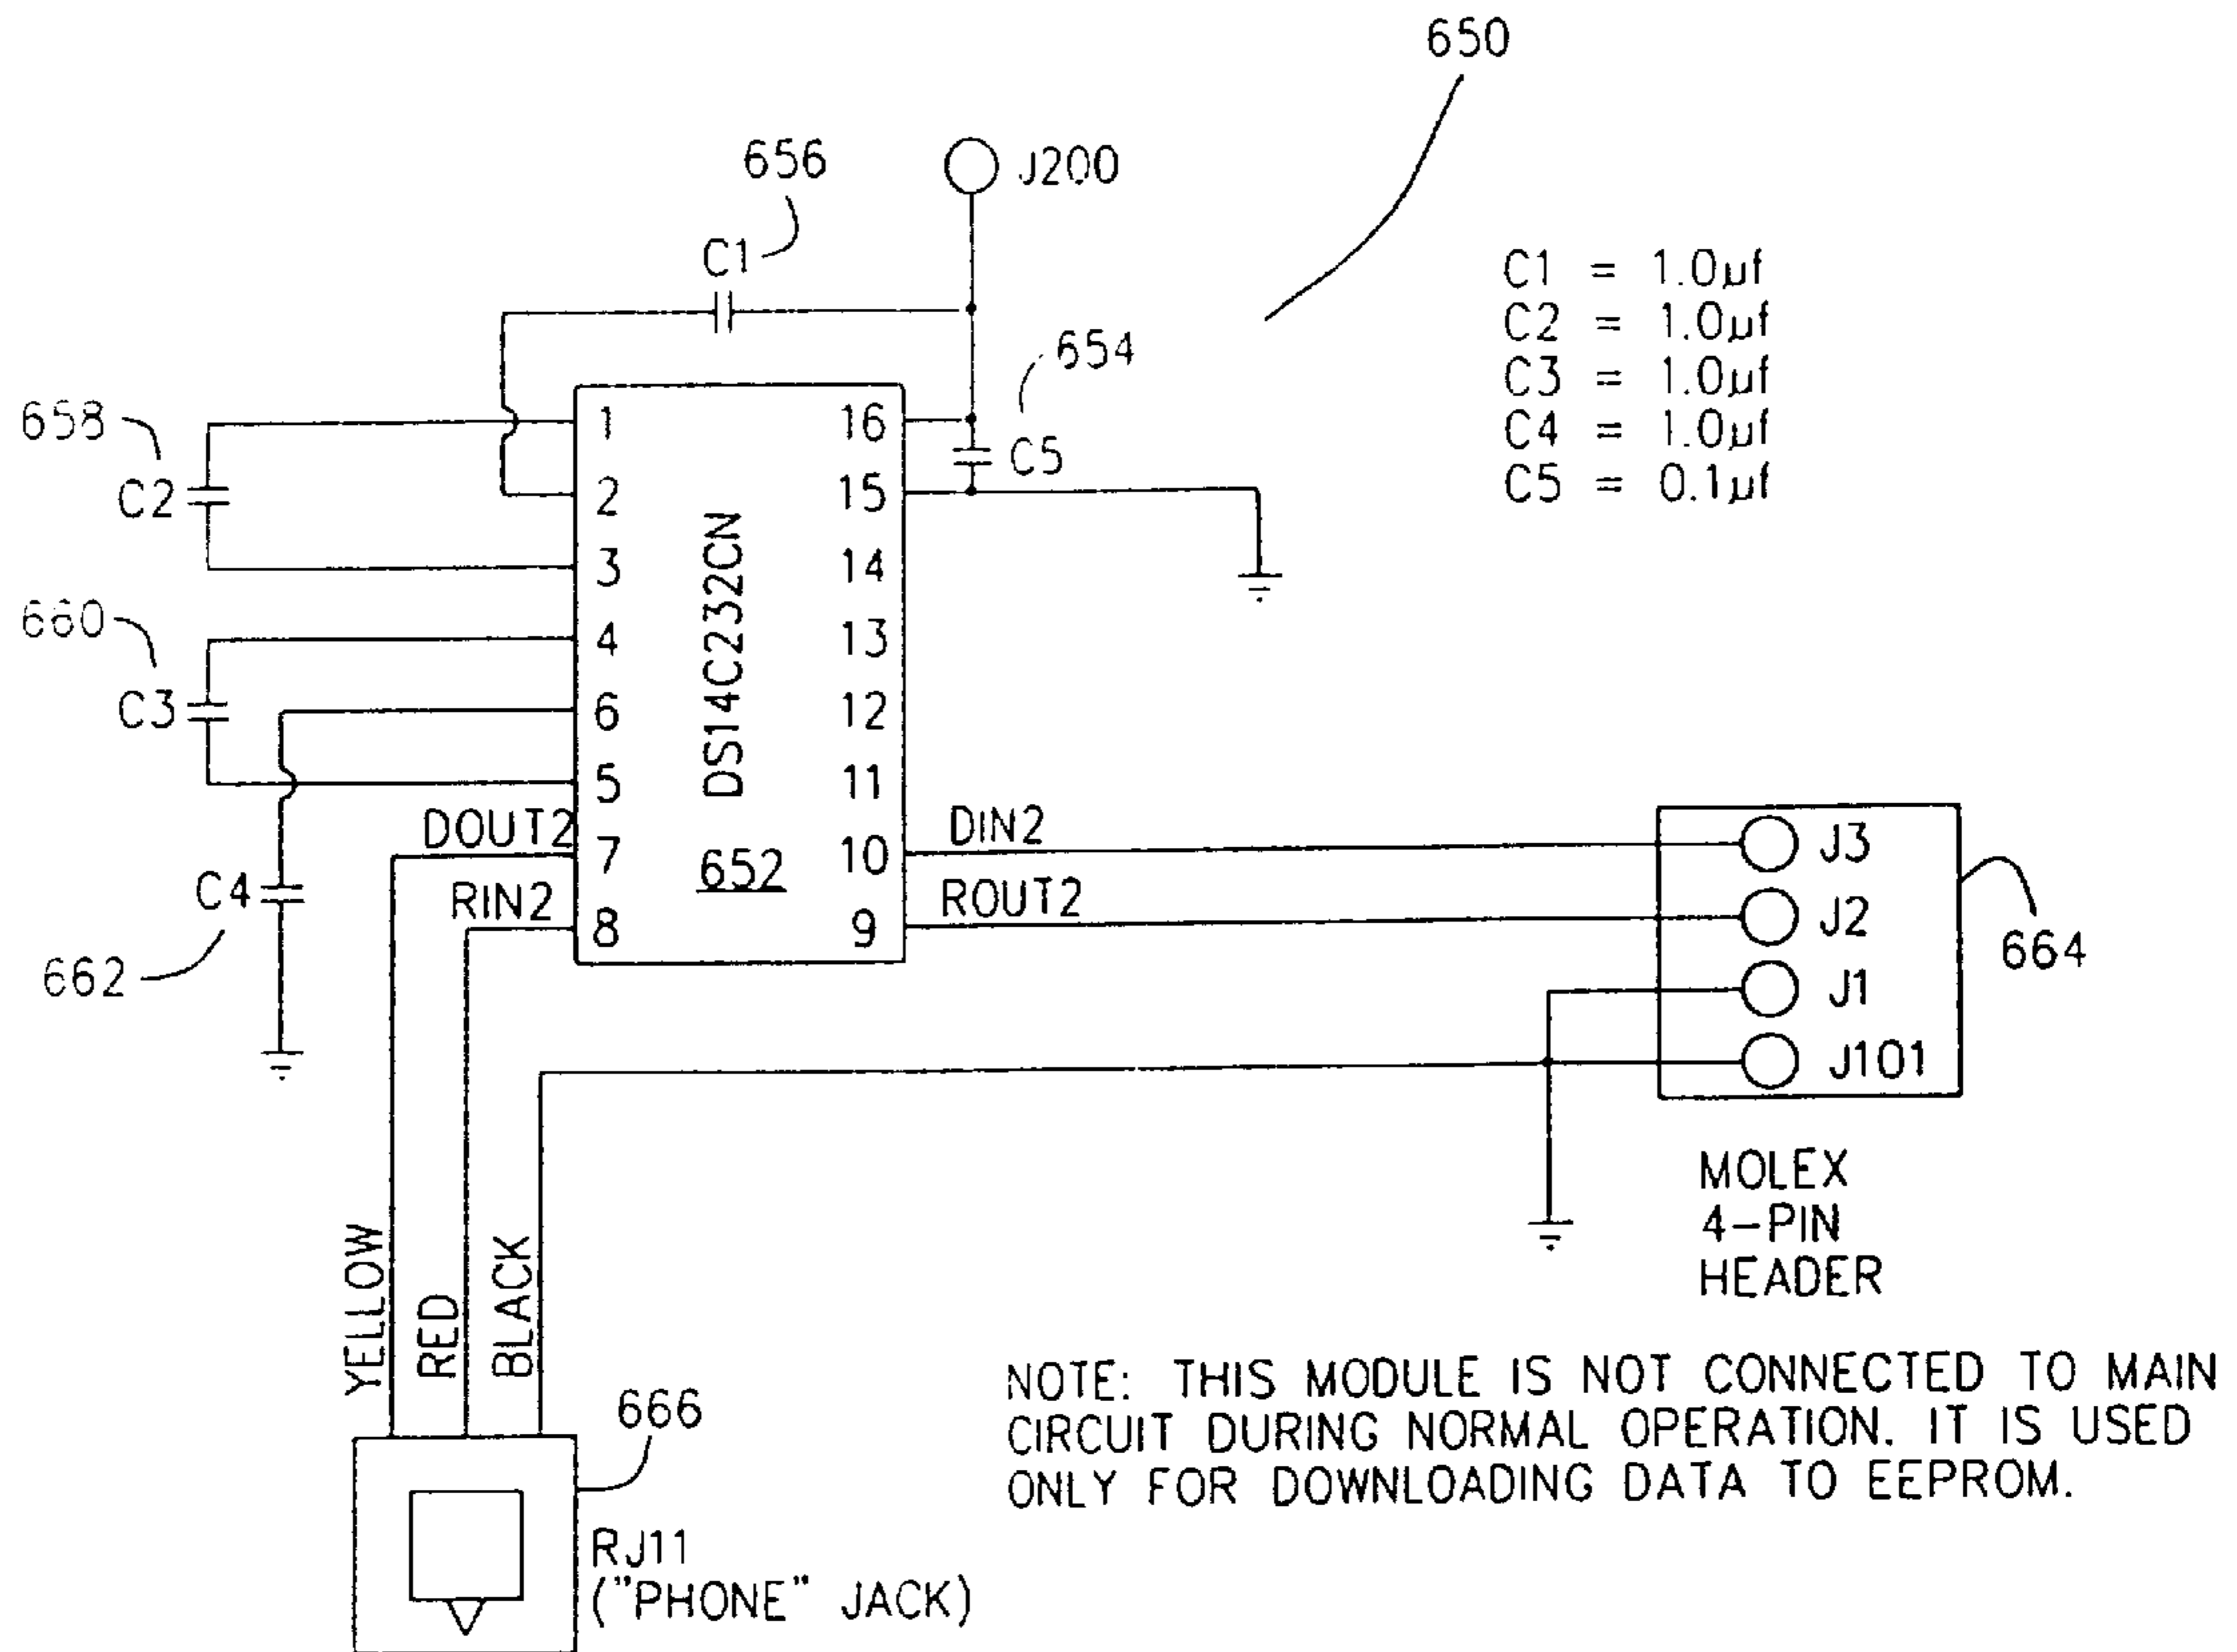 650
656
J200
C1
C1 = 1.0µf
C2 = 1.0µf
C3 = 1.0µf
C4 = 1.0µf
C5 = 0.1µf
654
658
C2
1
2
3
4
6
5
7
8
16
15
14
13
12
11
10
9
C5
DS14C232CN
652
660
C3
DOUT2
RIN2
C4
662
DIN2
ROUT2
J3
J2
J1
J101
664
MOLEX
4-PIN
HEADER
YELLOW
RED
BLACK
666
RJ11
("PHONE" JACK)
NOTE: THIS MODULE IS NOT CONNECTED TO MAIN
CIRCUIT DURING NORMAL OPERATION. IT IS USED
ONLY FOR DOWNLOADING DATA TO EEPROM.